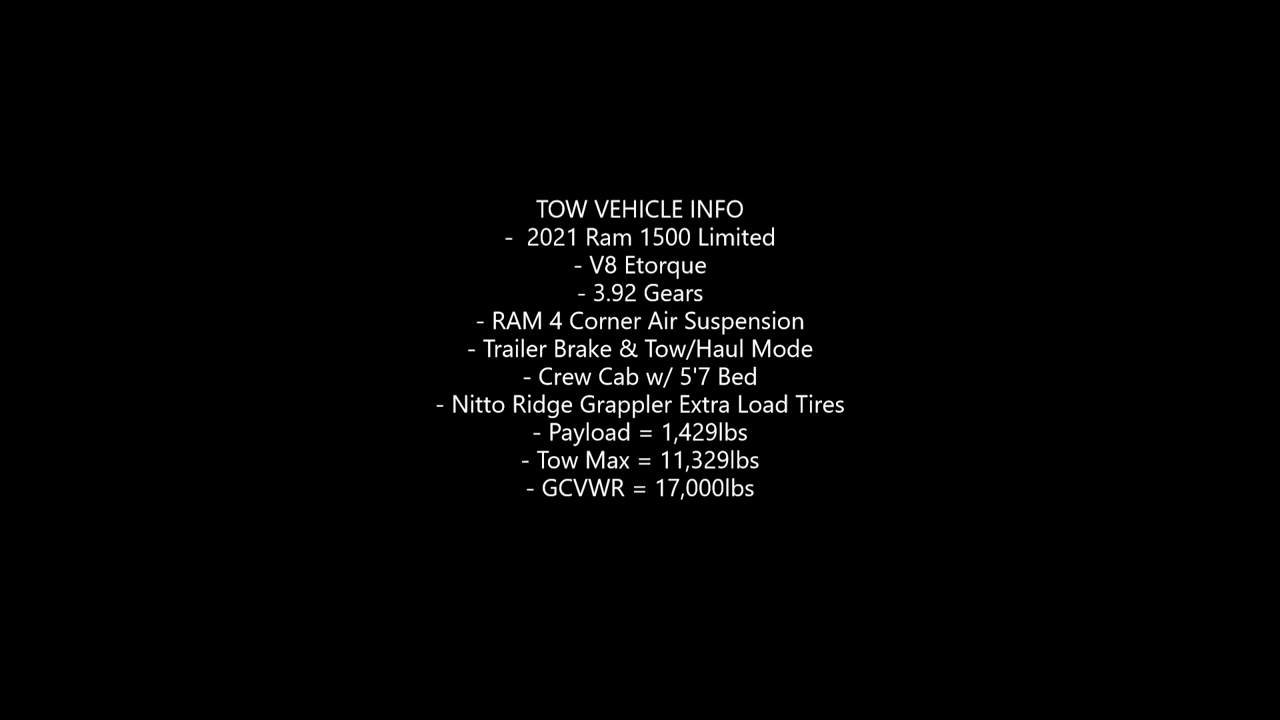 TOW VEHICLE INFO
-  2021 Ram 1500 Limited
- V8 Etorque
- 3.92 Gears
- RAM 4 Corner Air Suspension
- Trailer Brake & Tow/Haul Mode
- Crew Cab w/ 5'7 Bed
- Nitto Ridge Grappler Extra Load Tires
- Payload = 1,429lbs
- Tow Max = 11,329lbs
- GCVWR = 17,000lbs